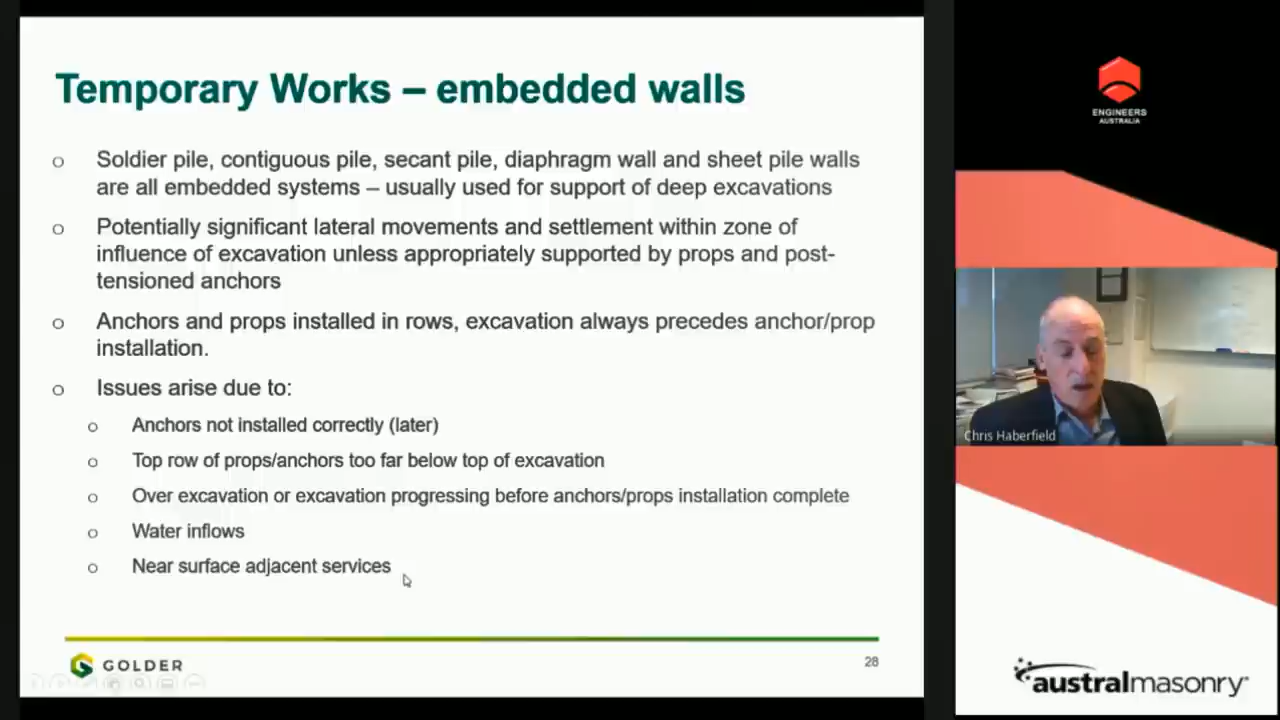 Temporary Works – embedded walls
Soldier pile, contiguous pile, secant pile, diaphragm wall and sheet pile walls
are all embedded systems – usually used for support of deep excavations
Potentially significant lateral movements and settlement within zone of
influence of excavation unless appropriately supported by props and post-
tensioned anchors
Anchors and props installed in rows, excavation always precedes anchor/prop
installation.
Issues arise due to:
Anchors not installed correctly (later)
Top row of props/anchors too far below top of excavation
Over excavation or excavation progressing before anchors/props installation complete
Water inflows
Near surface adjacent services
GOLDER
28
ENGINEERS
AUSTRALIA
Chris Haberfield
australmasonry